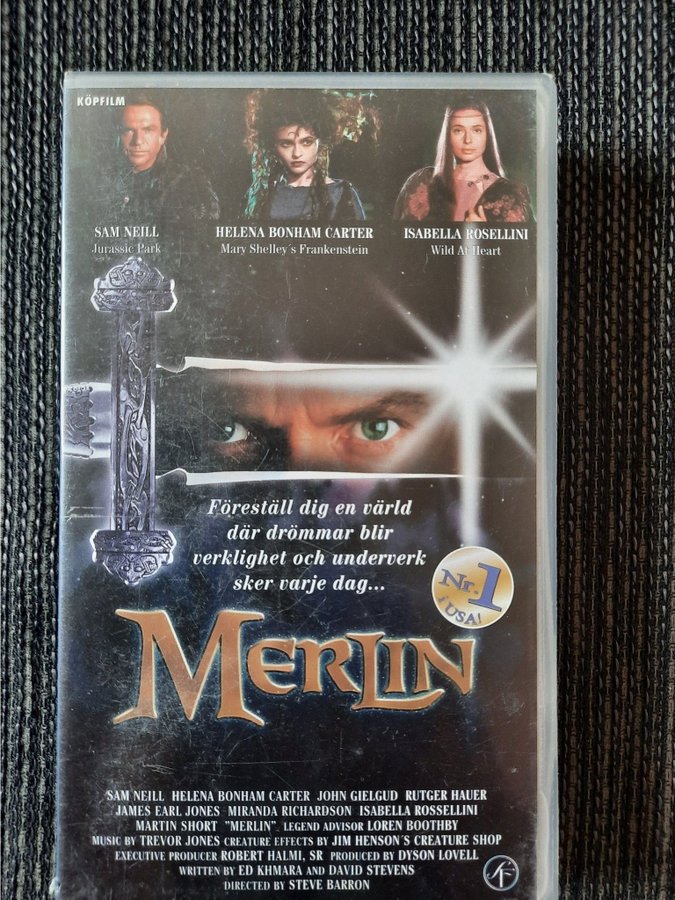 KÖPFILM
SAM NEILL
Jurassic Park
HELENA BONHAM CARTER
Mary Shelley´s Frankenstein
ISABELLA ROSELLINI
Wild At Heart
Föreställ dig en värld
där drömmar blir
verklighet och underverk
sker varje dag...
Nr.1
i USA!
MERLIN
SAM NEILL HELENA BONHAM CARTER JOHN GIELGUD RUTGER HAUER
JAMES EARL JONES MIRANDA RICHARDSON ISABELLA ROSSELLINI
MARTIN SHORT "MERLIN" LEGEND ADVISOR LOREN BOOTHBY
MUSIC BY TREVOR JONES CREATURE EFFECTS BY JIM HENSON'S CREATURE SHOP
EXECUTIVE PRODUCER ROBERT HALMI, SR PRODUCED BY DYSON LOVELL
WRITTEN BY ED KHMARA AND DAVID STEVENS
DIRECTED BY STEVE BARRON
SF